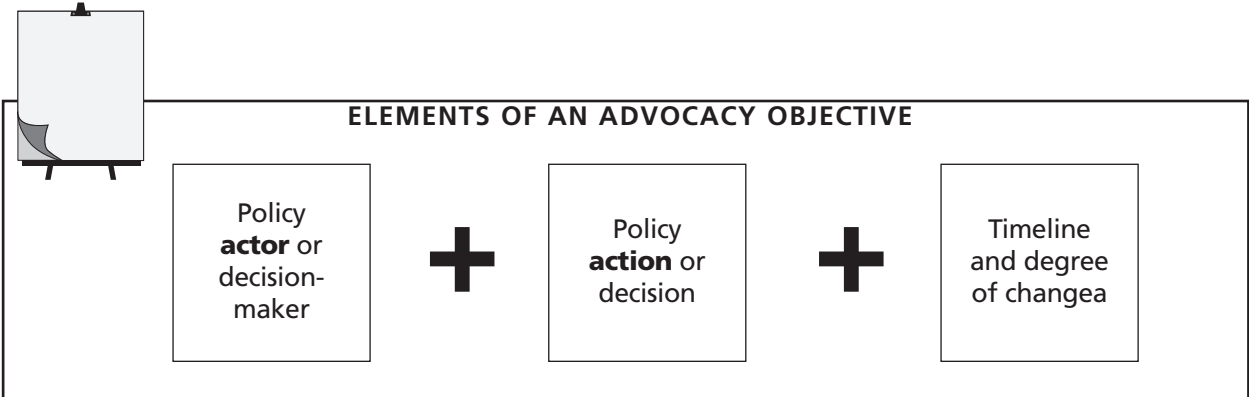 ELEMENTS OF AN ADVOCACY OBJECTIVE
Policy
actor or
decision-
maker
Policy
action or
decision
Timeline
and degree
of changea